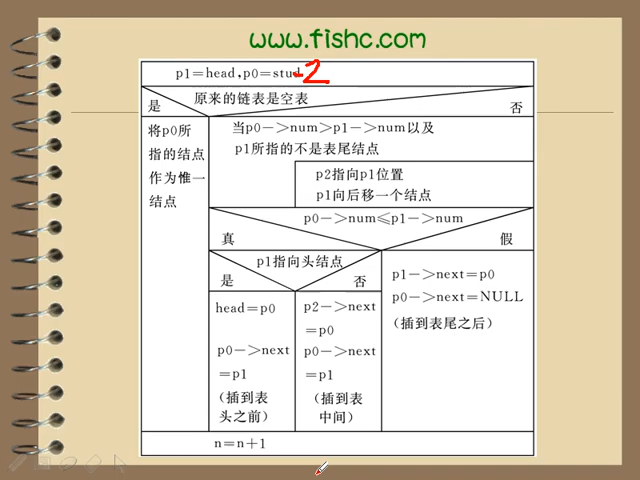 www.fishc.com
p1=head,p0=stud
-2
原来的链表是空表
是
否
将p0所
指的结点
作为惟一
结点
当p0->num>p1->num以及
p1所指的不是表尾结点
p2指向p1位置
p1向后移一个结点
p0->num≤p1->num
真
假
p1指向头结点
是
否
head=p0
p0->next
=p1
(插到表
头之前)
p2->next
=p0
p0->next
=p1
(插到表
中间)
p1->next=p0
p0->next=NULL
(插到表尾之后)
n=n+1